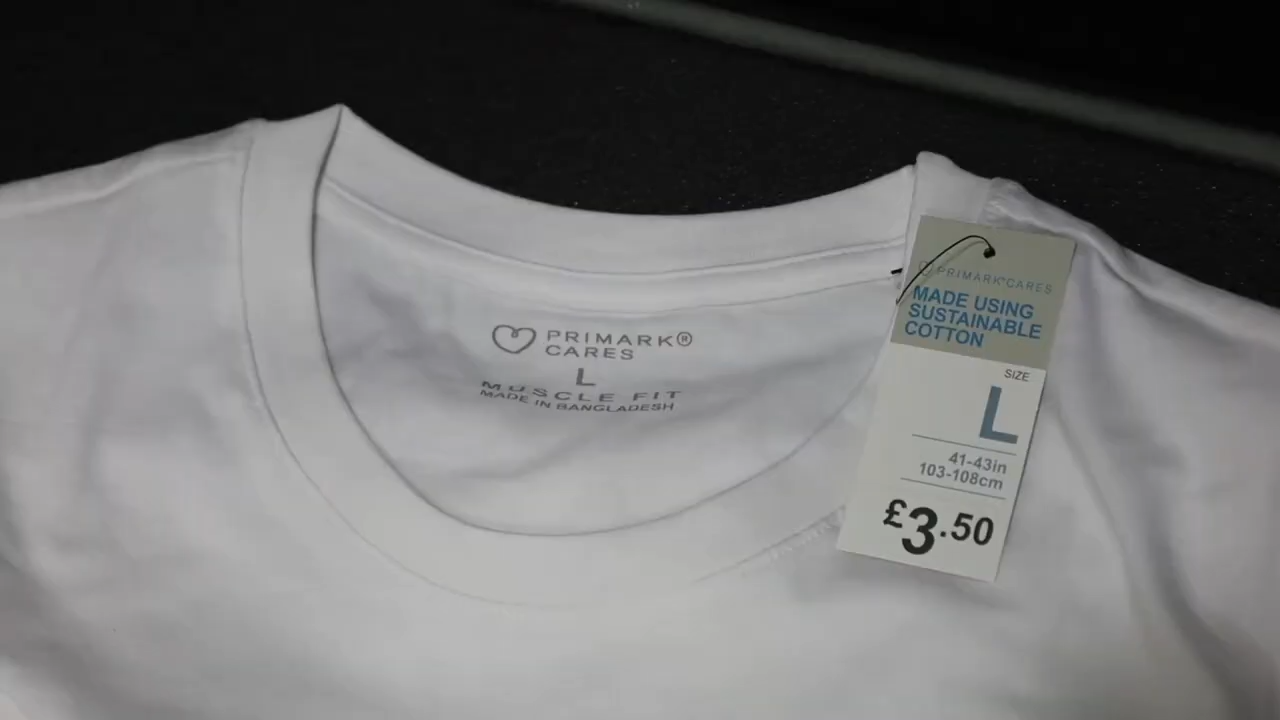 PRIMARK®
CARES
L
MUSCLE FIT
MADE IN BANGLADESH
PRIMARK®CARES
MADE USING
SUSTAINABLE
COTTON
SIZE
L
41-43in
103-108cm
£3.50